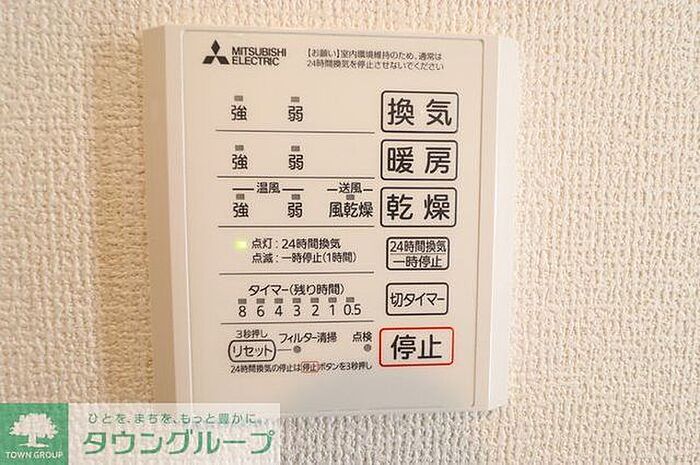 MITSUBISHI
ELECTRIC
【お願い】室内環境維持のため、通常は
24時間換気を停止させないでください
強 弱 換気
強 弱 暖房
温風 送風
強 弱 風乾燥 乾燥
点灯:24時間換気
点滅:一時停止(1時間)
24時間換気
一時停止
タイマー(残り時間)
8 6 4 3 2 1 0.5
切タイマー
3秒押し
リセット フィルター清掃 点検
停止
24時間換気の停止は停止ボタンを3秒押し
ひとを、まちを、もっと豊かに。
タウングループ
TOWN GROUP